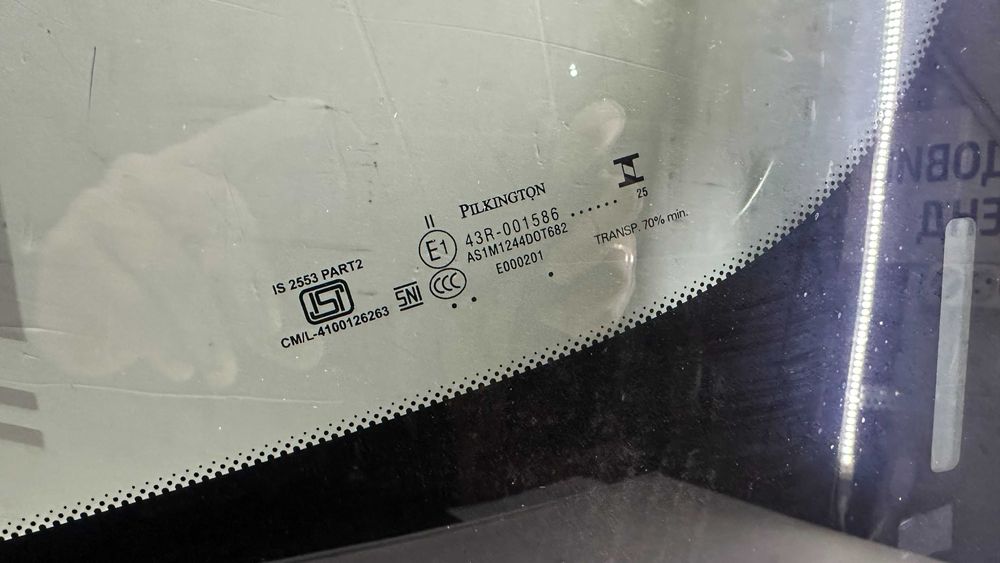 PILKINGTON
II
E1 43R-001586 .......
AS1M1244DOT682
CCC E000201
25
TRANSP. 70% min.
IS 2553 PART2
ISI
CM/L-4100126263
SNI
ДОВИ